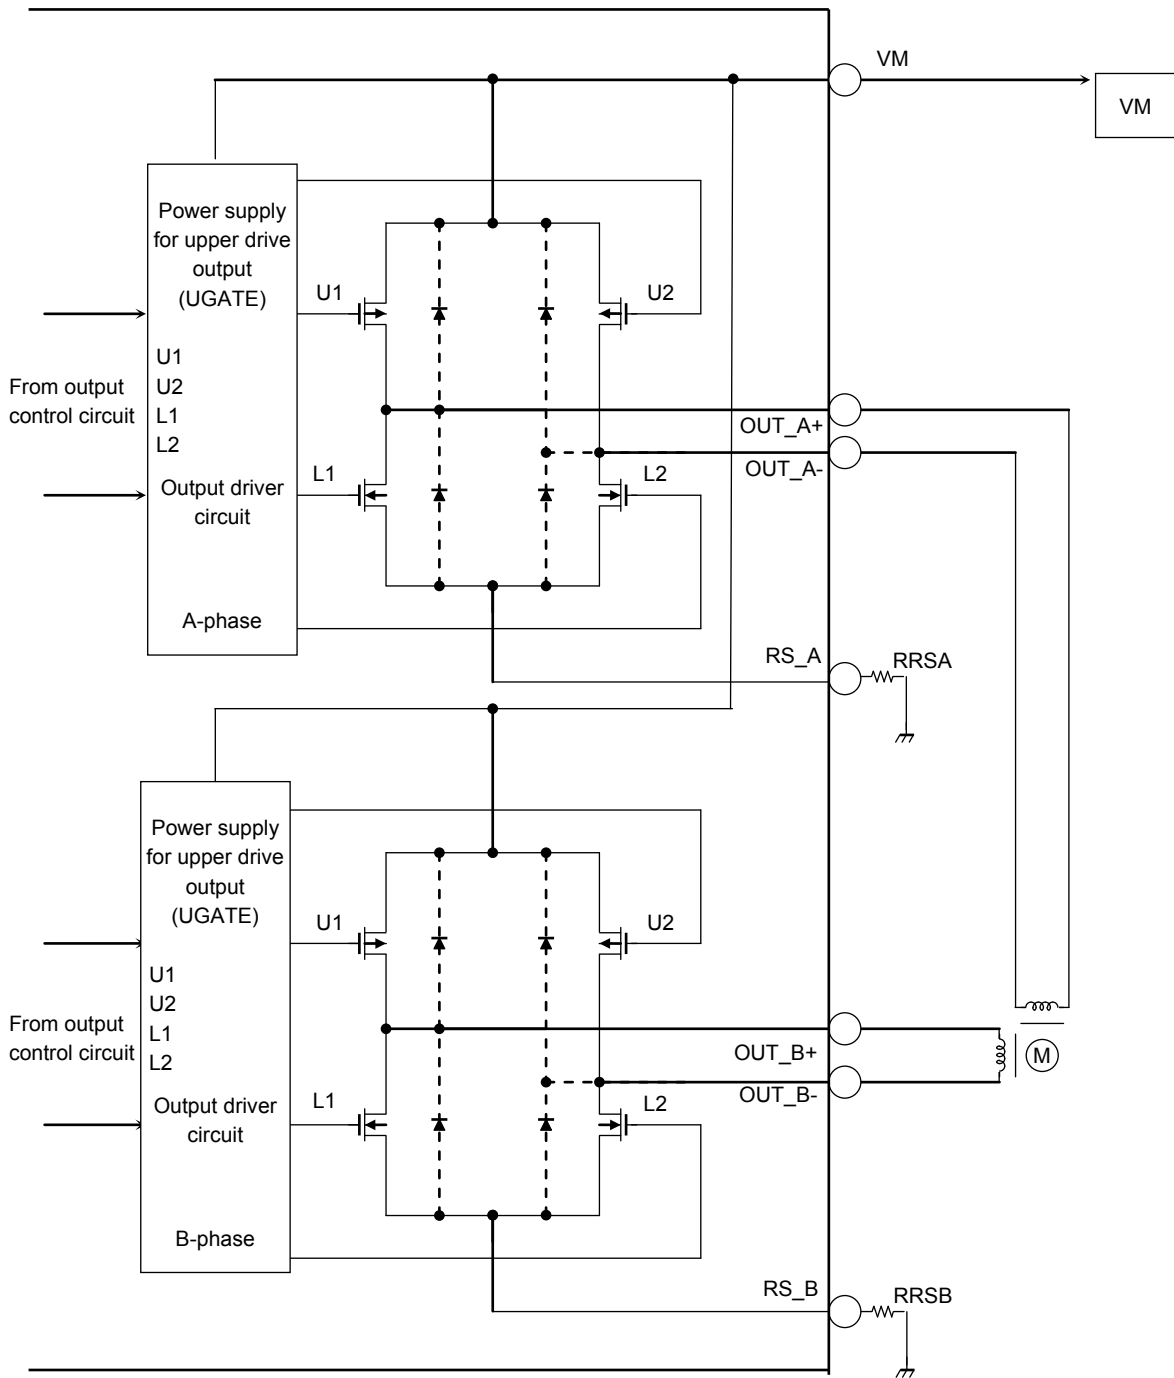 VM
VM
Power supply
for upper drive
output
(UGATE)
U1
U2
U1
U2
L1
L2
From output
control circuit
OUT_A+
OUT_A-
L1
L2
Output driver
circuit
A-phase
RS_A
RRSA
Power supply
for upper drive
output
(UGATE)
U1
U2
U1
U2
L1
L2
From output
control circuit
OUT_B+
M
OUT_B-
L1
L2
Output driver
circuit
B-phase
RS_B
RRSB